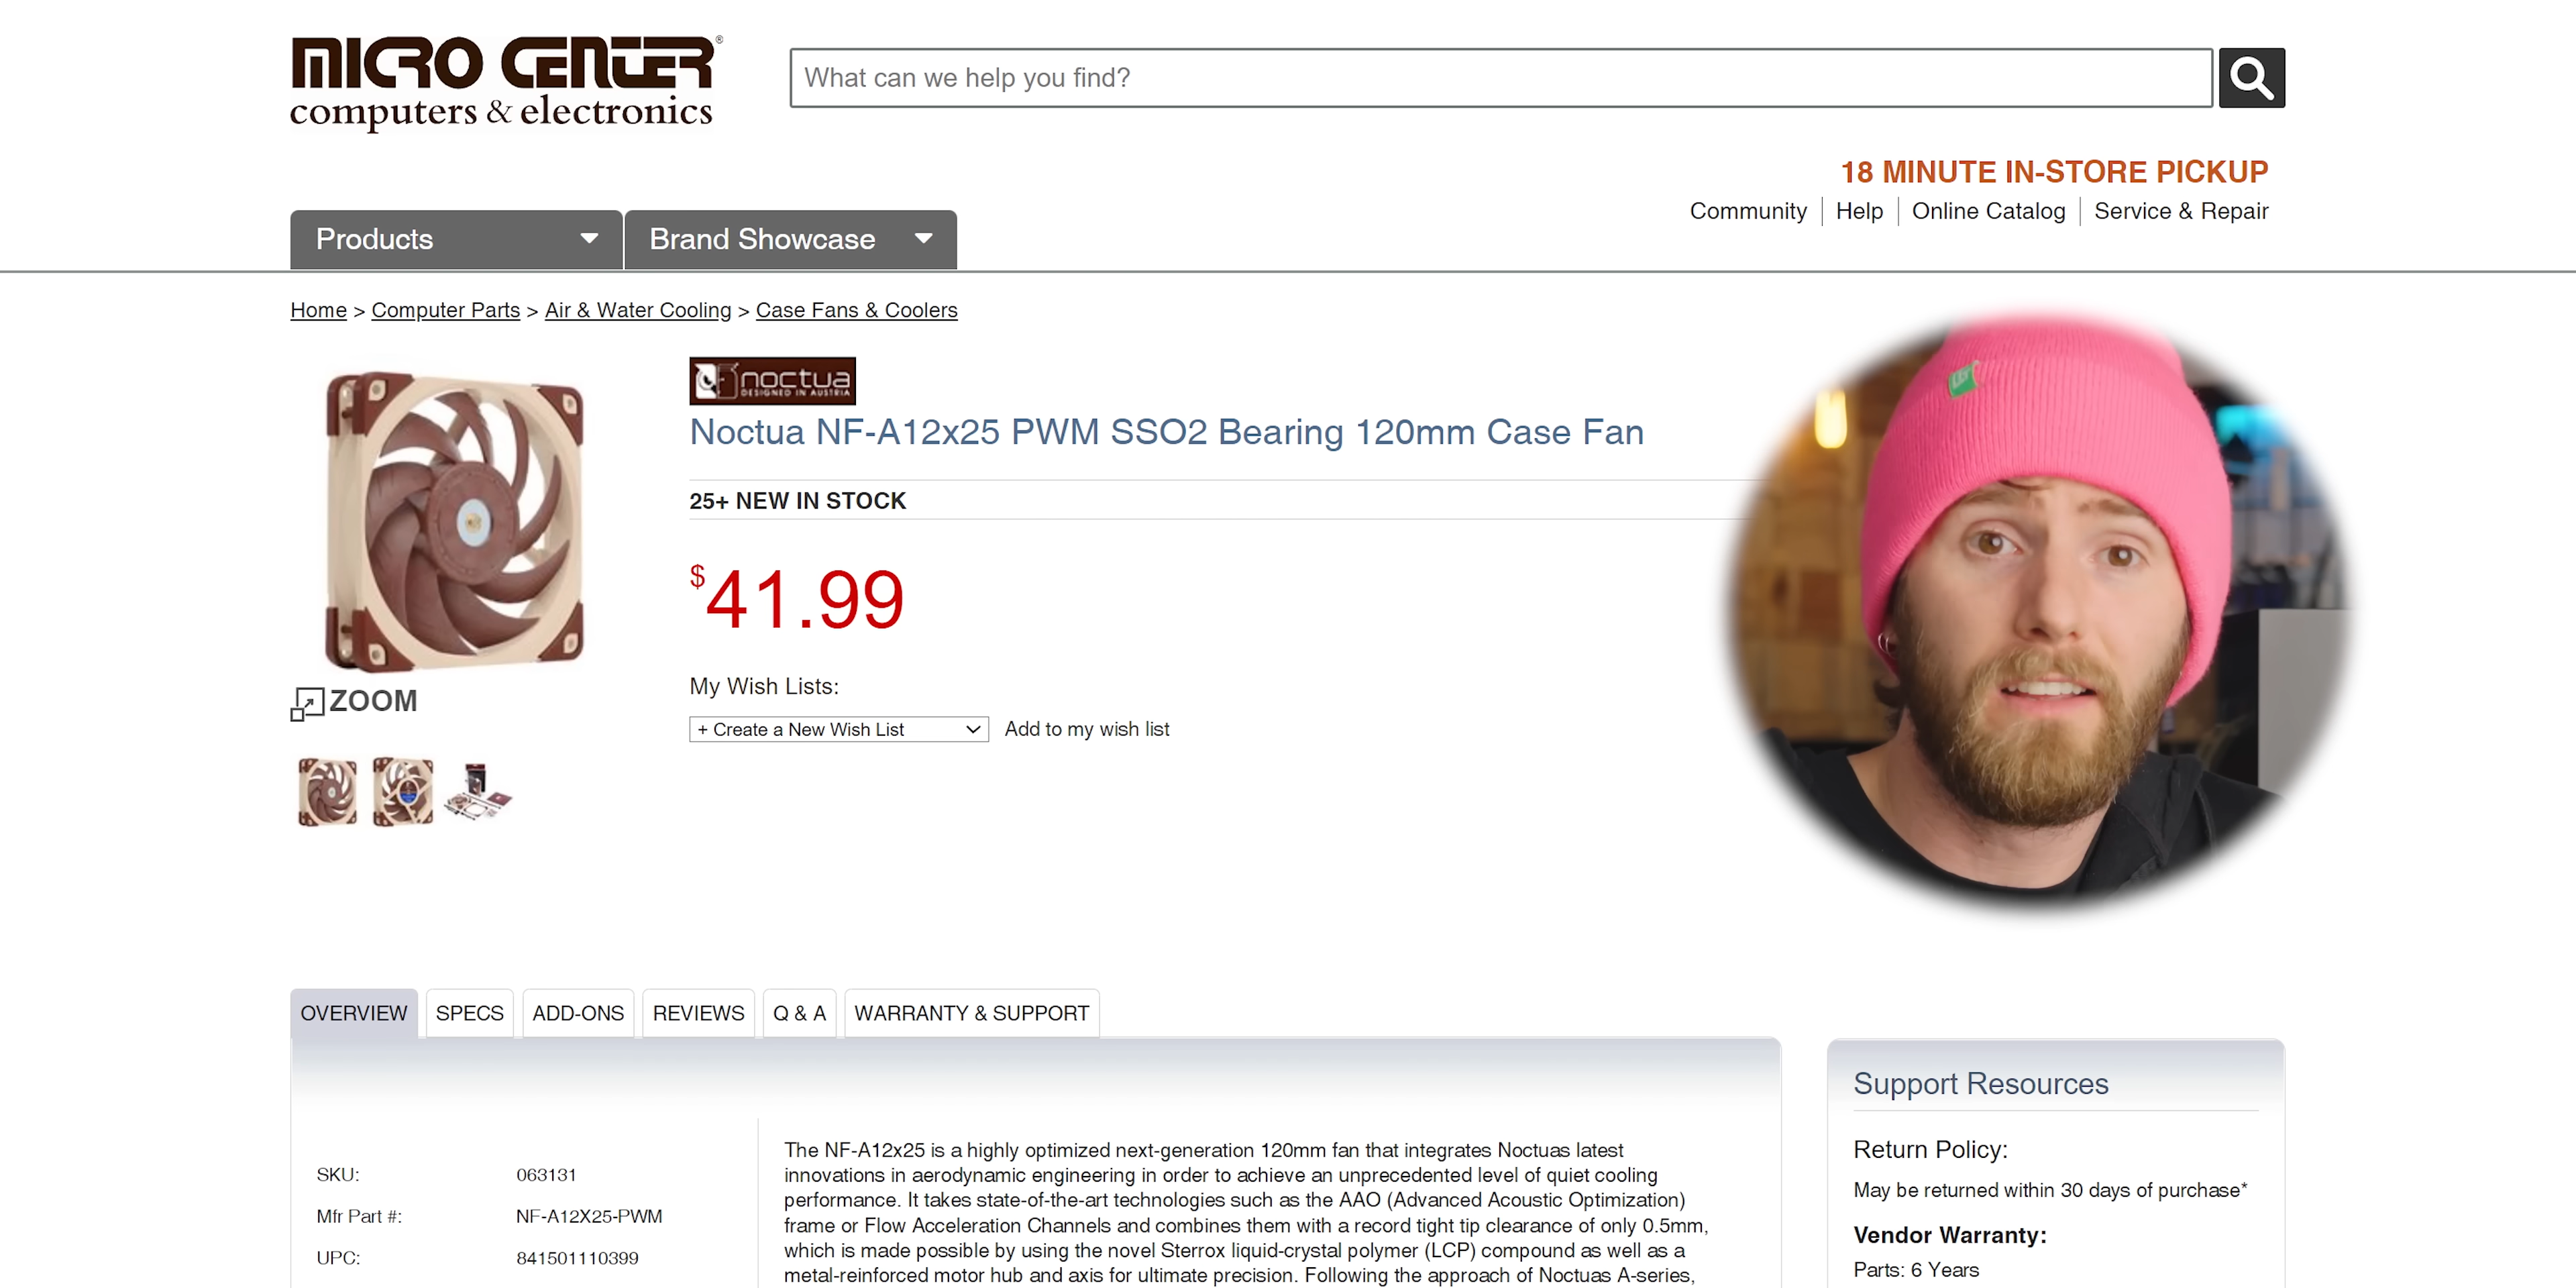 MICRO CENTER®
computers & electronics
What can we help you find?
18 MINUTE IN-STORE PICKUP
Community | Help | Online Catalog | Service & Repair
Products
Brand Showcase
Home > Computer Parts > Air & Water Cooling > Case Fans & Coolers
noctua
DESIGNED IN AUSTRIA
Noctua NF-A12x25 PWM SSO2 Bearing 120mm Case Fan
25+ NEW IN STOCK
$41.99
ZOOM
My Wish Lists:
+ Create a New Wish List
Add to my wish list
OVERVIEW
SPECS
ADD-ONS
REVIEWS
Q & A
WARRANTY & SUPPORT
SKU: 063131
Mfr Part #: NF-A12X25-PWM
UPC: 841501110399
The NF-A12x25 is a highly optimized next-generation 120mm fan that integrates Noctuas latest
innovations in aerodynamic engineering in order to achieve an unprecedented level of quiet cooling
performance. It takes state-of-the-art technologies such as the AAO (Advanced Acoustic Optimization)
frame or Flow Acceleration Channels and combines them with a record tight tip clearance of only 0.5mm,
which is made possible by using the novel Sterrox liquid-crystal polymer (LCP) compound as well as a
metal-reinforced motor hub and axis for ultimate precision. Following the approach of Noctuas A-series,
Support Resources
Return Policy:
May be returned within 30 days of purchase*
Vendor Warranty:
Parts: 6 Years